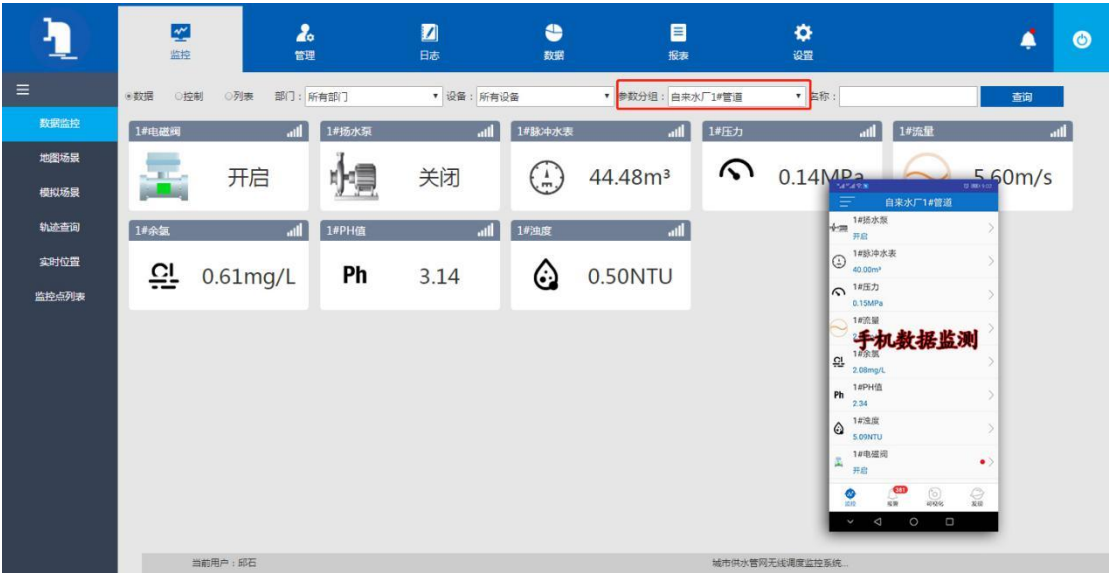 监控
管理
日志
数据
报表
设置
数据 控制 列表 部门：所有部门 设备：所有设备 参数分组：自来水厂1#管道 名称： 查询
数据监控
地图场景
模拟场景
轨迹查询
实时位置
监控点列表
1#电磁阀
开启
1#扬水泵
关闭
1#脉冲水表
m³
44.48m³
1#压力
0.14MPa
1#流量
5.60m/s
1#余氯
CL
0.61mg/L
1#PH值
Ph
3.14
1#浊度
0.50NTU
自来水厂1#管道
1#扬水泵
开启
1#脉冲水表
40.00m³
1#压力
0.15MPa
1#流量
手机数据监测
1#余氯
CL
2.08mg/L
1#PH值
Ph
2.34
1#浊度
5.09NTU
1#电磁阀
开启
监控
报警
当前用户：邱石
城市供水管网无线调度监控系统...